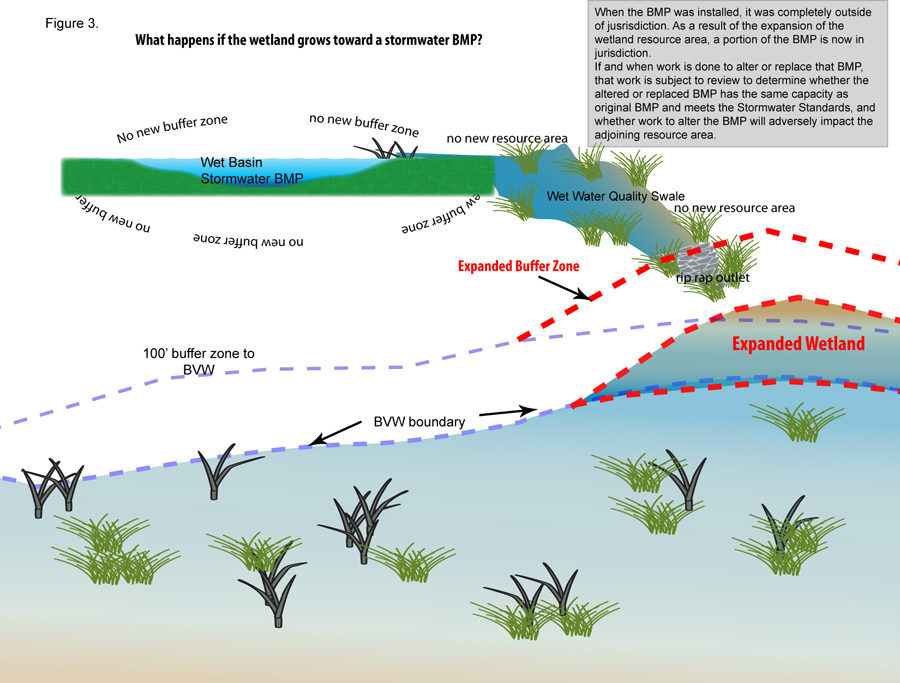 Figure 3.
What happens if the wetland grows toward a stormwater BMP?
When the BMP was installed, it was completely outside
of jusrisdiction. As a result of the expansion of the
wetland resource area, a portion of the BMP is now in
jurisdiction.
If and when work is done to alter or replace that BMP,
that work is subject to review to determine whether the
altered or replaced BMP has the same capacity as
original BMP and meets the Stormwater Standards, and
whether work to alter the BMP will adversely impact the
adjoining resource area.
No new buffer zone
no new buffer zone
no new resource area
Wet Basin
Stormwater BMP
Wet Water Quality Swale
no new resource area
no new buffer
no new buffer zone
ew buffer zone
Expanded Buffer Zone
rip rap outlet
Expanded Wetland
100' buffer zone to
BVW
BVW boundary